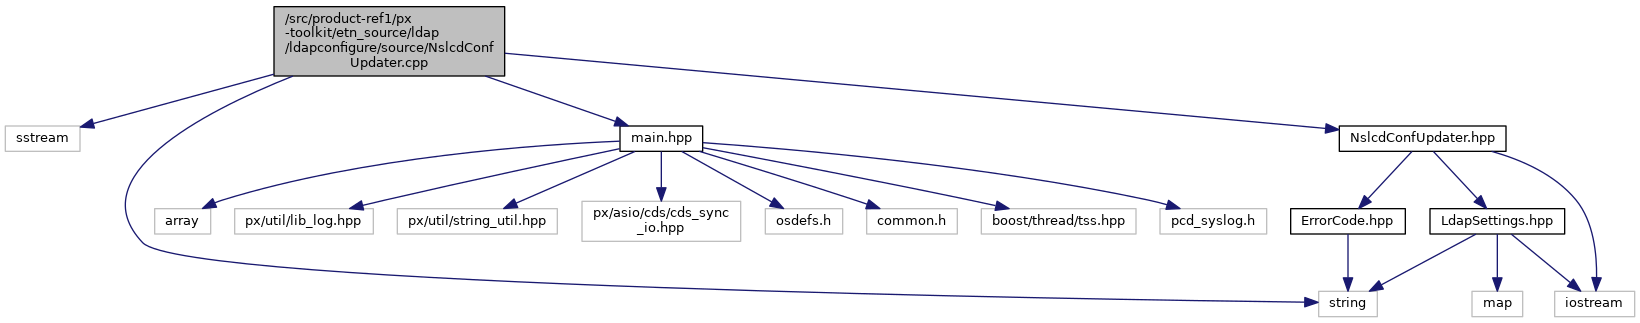 /src/product-ref1/px
-toolkit/etn_source/ldap
/ldapconfigure/source/NslcdConf
Updater.cpp
sstream
main.hpp
NslcdConfUpdater.hpp
array
px/util/lib_log.hpp
px/util/string_util.hpp
px/asio/cds/cds_sync
_io.hpp
osdefs.h
common.h
boost/thread/tss.hpp
pcd_syslog.h
ErrorCode.hpp
LdapSettings.hpp
string
map
iostream